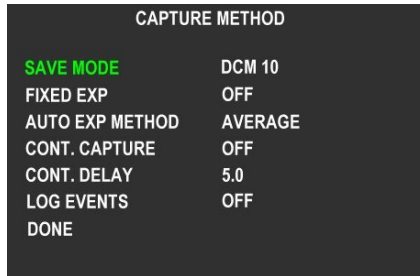 CAPTURE METHOD
SAVE MODE DCM 10
FIXED EXP OFF
AUTO EXP METHOD AVERAGE
CONT. CAPTURE OFF
CONT. DELAY 5.0
LOG EVENTS OFF
DONE